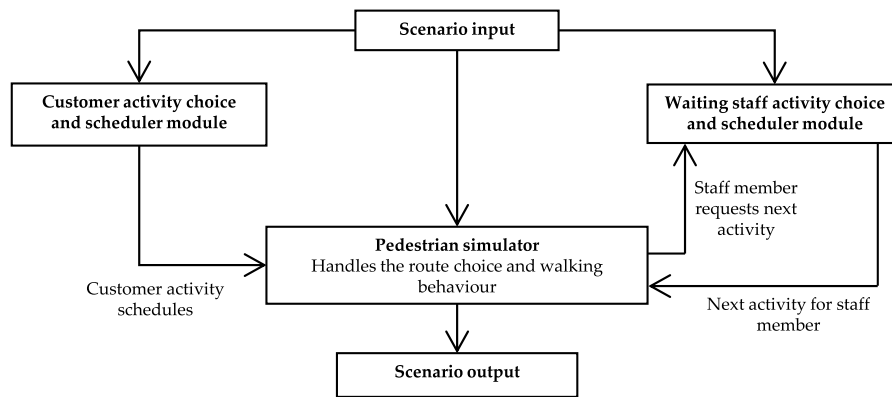 Scenario input
Customer activity choice
and scheduler module
Waiting staff activity choice
and scheduler module
Staff member
requests next
activity
Pedestrian simulator
Handles the route choice and walking
behaviour
Customer activity
schedules
Next activity for staff
member
Scenario output